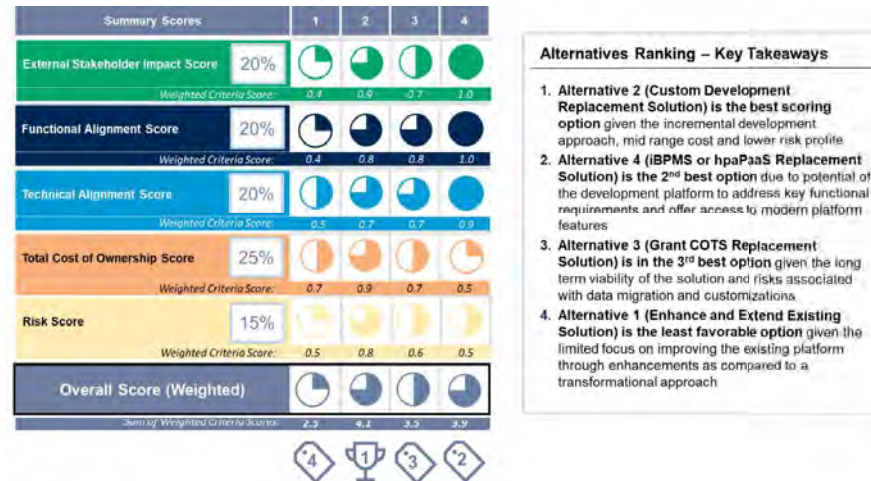 Summary Scores 1 2 3 4
External Stakeholder Impact Score 20%
Weighted Criteria Score: 0.4 0.9 0.7 1.0
Functional Alignment Score 20%
Weighted Criteria Score: 0.4 0.8 0.8 1.0
Technical Alignment Score 20%
Weighted Criteria Score: 0.5 0.7 0.7 0.9
Total Cost of Ownership Score 25%
Weighted Criteria Score: 0.7 0.9 0.7 0.5
Risk Score 15%
Weighted Criteria Score: 0.5 0.8 0.6 0.5
Overall Score (Weighted)
Sum of Weighted Criteria Scores: 2.5 4.1 3.5 3.9
4 1 3 2
Alternatives Ranking – Key Takeaways
1. Alternative 2 (Custom Development
Replacement Solution) is the best scoring
option given the incremental development
approach, mid range cost and lower risk profile
2. Alternative 4 (iBPMS or hpaPaaS Replacement
Solution) is the 2nd best option due to potential of
the development platform to address key functional
requirements and offer access to modern platform
features
3. Alternative 3 (Grant COTS Replacement
Solution) is in the 3rd best option given the long
term viability of the solution and risks associated
with data migration and customizations
4. Alternative 1 (Enhance and Extend Existing
Solution) is the least favorable option given the
limited focus on improving the existing platform
through enhancements as compared to a
transformational approach